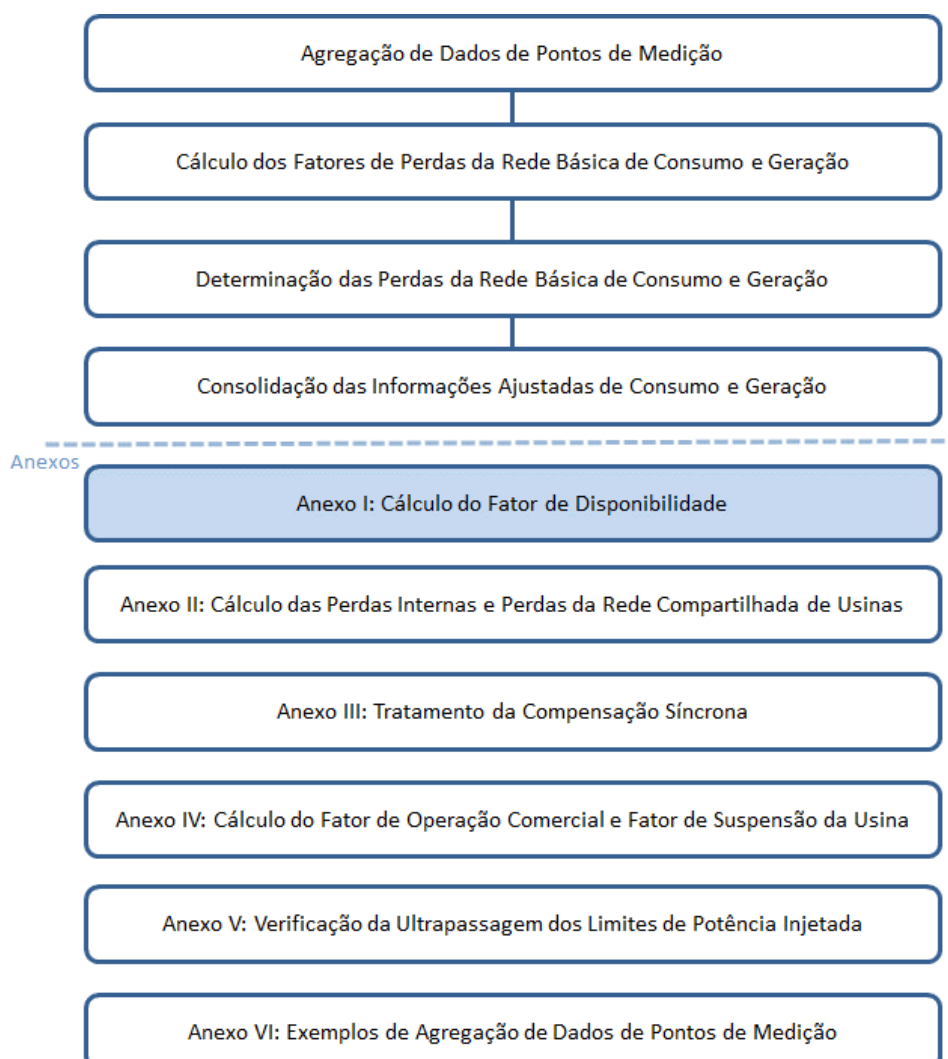 Agregação de Dados de Pontos de Medição
Cálculo dos Fatores de Perdas da Rede Básica de Consumo e Geração
Determinação das Perdas da Rede Básica de Consumo e Geração
Consolidação das Informações Ajustadas de Consumo e Geração
Anexos
Anexo I: Cálculo do Fator de Disponibilidade
Anexo II: Cálculo das Perdas Internas e Perdas da Rede Compartilhada de Usinas
Anexo III: Tratamento da Compensação Síncrona
Anexo IV: Cálculo do Fator de Operação Comercial e Fator de Suspensão da Usina
Anexo V: Verificação da Ultrapassagem dos Limites de Potência Injetada
Anexo VI: Exemplos de Agregação de Dados de Pontos de Medição